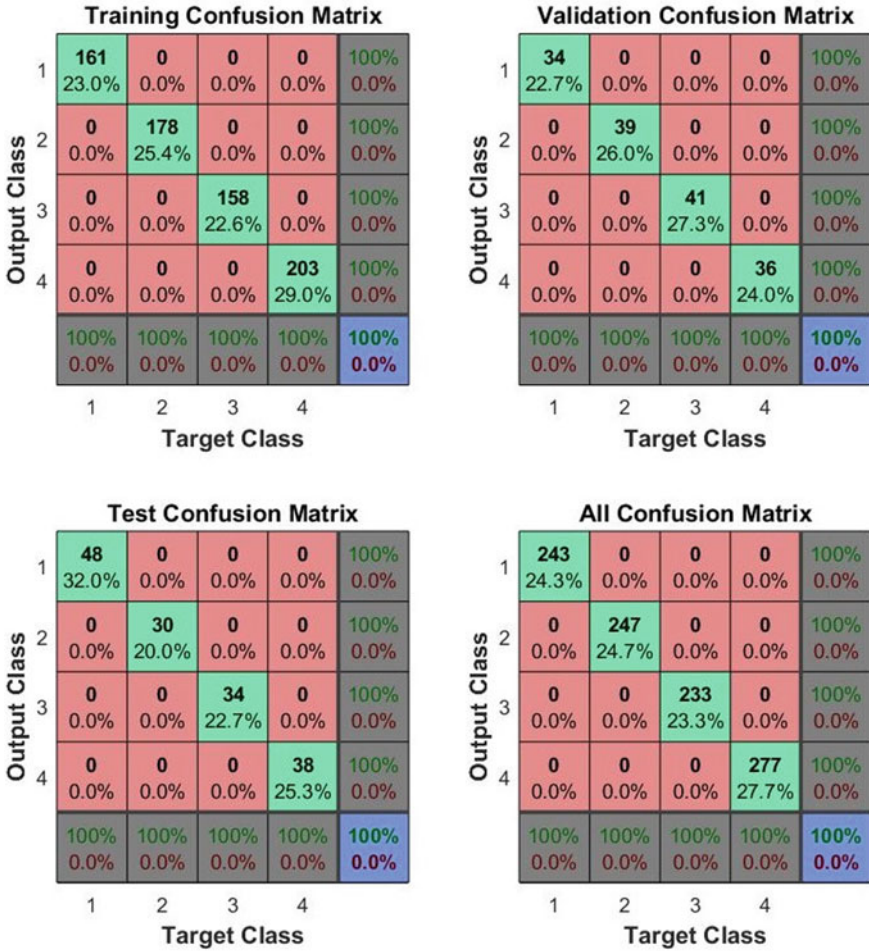 Training Confusion Matrix
Output Class
1
161 0 0 0 100%
23.0% 0.0% 0.0% 0.0% 0.0%
2
0 178 0 0 100%
0.0% 25.4% 0.0% 0.0% 0.0%
3
0 0 158 0 100%
0.0% 0.0% 22.6% 0.0% 0.0%
4
0 0 0 203 100%
0.0% 0.0% 0.0% 29.0% 0.0%
100% 100% 100% 100% 100%
0.0% 0.0% 0.0% 0.0% 0.0%
1 2 3 4
Target Class
Validation Confusion Matrix
Output Class
1
34 0 0 0 100%
22.7% 0.0% 0.0% 0.0% 0.0%
2
0 39 0 0 100%
0.0% 26.0% 0.0% 0.0% 0.0%
3
0 0 41 0 100%
0.0% 0.0% 27.3% 0.0% 0.0%
4
0 0 0 36 100%
0.0% 0.0% 0.0% 24.0% 0.0%
100% 100% 100% 100% 100%
0.0% 0.0% 0.0% 0.0% 0.0%
1 2 3 4
Target Class
Test Confusion Matrix
Output Class
1
48 0 0 0 100%
32.0% 0.0% 0.0% 0.0% 0.0%
2
0 30 0 0 100%
0.0% 20.0% 0.0% 0.0% 0.0%
3
0 0 34 0 100%
0.0% 0.0% 22.7% 0.0% 0.0%
4
0 0 0 38 100%
0.0% 0.0% 0.0% 25.3% 0.0%
100% 100% 100% 100% 100%
0.0% 0.0% 0.0% 0.0% 0.0%
1 2 3 4
Target Class
All Confusion Matrix
Output Class
1
243 0 0 0 100%
24.3% 0.0% 0.0% 0.0% 0.0%
2
0 247 0 0 100%
0.0% 24.7% 0.0% 0.0% 0.0%
3
0 0 233 0 100%
0.0% 0.0% 23.3% 0.0% 0.0%
4
0 0 0 277 100%
0.0% 0.0% 0.0% 27.7% 0.0%
100% 100% 100% 100% 100%
0.0% 0.0% 0.0% 0.0% 0.0%
1 2 3 4
Target Class